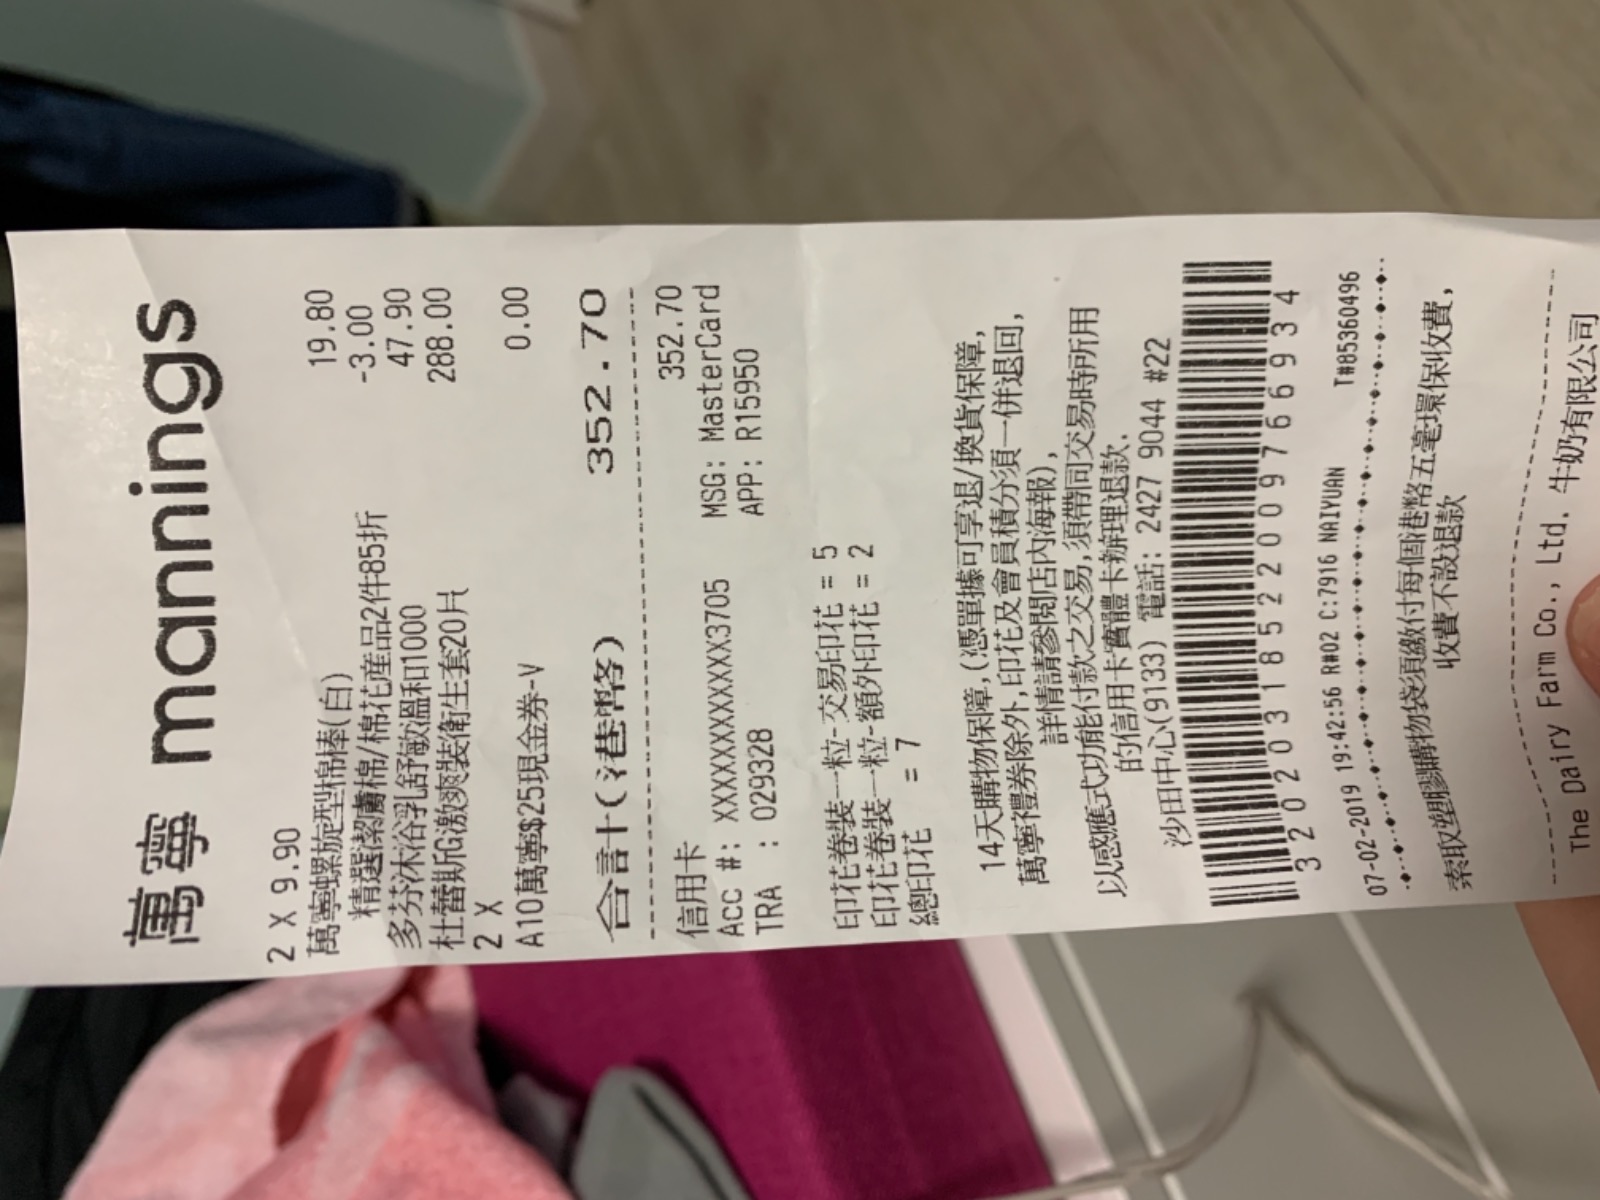 萬寧 mannings
2 X 9.90
萬寧螺旋型棉棒(白) 19.80
精選潔膚棉/棉花產品2件85折 -3.00
多芬沐浴乳舒敏溫和1000 47.90
杜蕾斯G激爽裝衛生套20片 288.00
2 X
A10萬寧$25現金券-V 0.00
合計(港幣) 352.70
信用卡 352.70
ACC #: XXXXXXXXXXXX3705 MSG: MasterCard
TRA : 029328 APP: R15950
印花卷裝一粒-交易印花 = 5
印花卷裝一粒-額外印花 = 2
總印花 = 7
14天購物保障,(憑單據可享退/換貨保障,
萬寧禮券除外,印花及會員積分須一併退回,
詳情請參閱店內海報),
以感應式功能付款之交易,須帶同交易時所用
的信用卡實體卡辦理退款.
沙田中心(9133) 電話: 2427 9044 #22
3202031852200976 6934
07-02-2019 19:42:56 R#02 C:7916 NAIYUAN T#85360496
索取塑膠購物袋須繳付每個港幣五毫環保收費,
收費不設退款
The Dairy Farm Co., Ltd. 牛奶有限公司